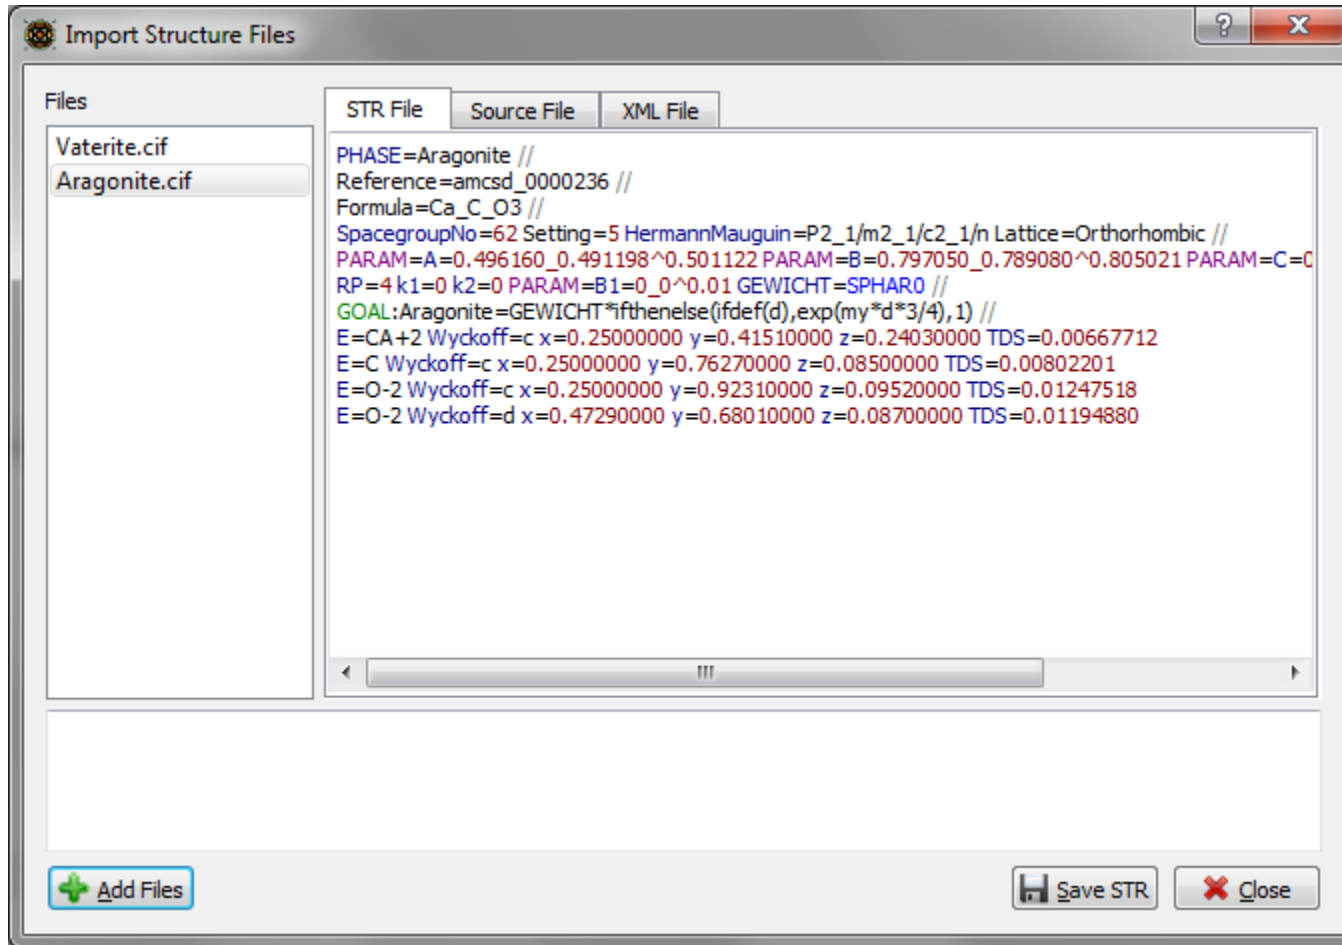 Import Structure Files
?
X
Files
Vaterite.cif
Aragonite.cif
STR File
Source File
XML File
PHASE=Aragonite //
Reference=amcsd_0000236 //
Formula=Ca_C_O3 //
SpacegroupNo=62 Setting=5 HermannMauguin=P2_1/m2_1/c2_1/n Lattice=Orthorhombic //
PARAM=A=0.496160_0.491198^0.501122 PARAM=B=0.797050_0.789080^0.805021 PARAM=C=0
RP=4 k1=0 k2=0 PARAM=B1=0_0^0.01 GEWICHT=SPHAR0 //
GOAL:Aragonite=GEWICHT*ifthenelse(ifdef(d),exp(my*d*3/4),1) //
E=CA+2 Wyckoff=c x=0.25000000 y=0.41510000 z=0.24030000 TDS=0.00667712
E=C Wyckoff=c x=0.25000000 y=0.76270000 z=0.08500000 TDS=0.00802201
E=O-2 Wyckoff=c x=0.25000000 y=0.92310000 z=0.09520000 TDS=0.01247518
E=O-2 Wyckoff=d x=0.47290000 y=0.68010000 z=0.08700000 TDS=0.01194880
Add Files
Save STR
Close